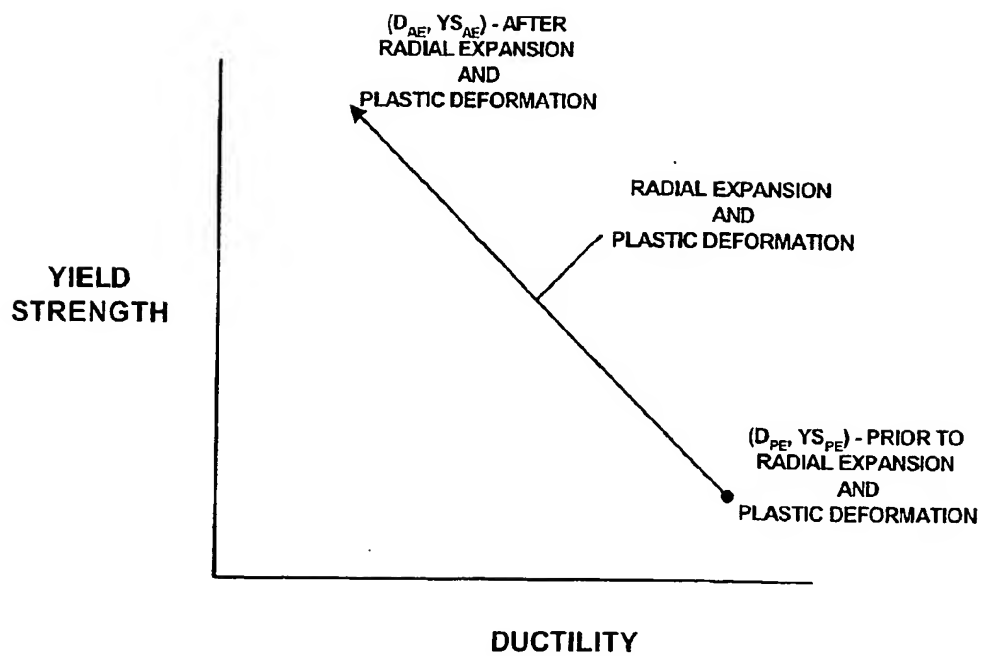 (D_AE, YS_AE) - AFTER
RADIAL EXPANSION
AND
PLASTIC DEFORMATION
RADIAL EXPANSION
AND
PLASTIC DEFORMATION
YIELD
STRENGTH
(D_PE, YS_PE) - PRIOR TO
RADIAL EXPANSION
AND
PLASTIC DEFORMATION
DUCTILITY